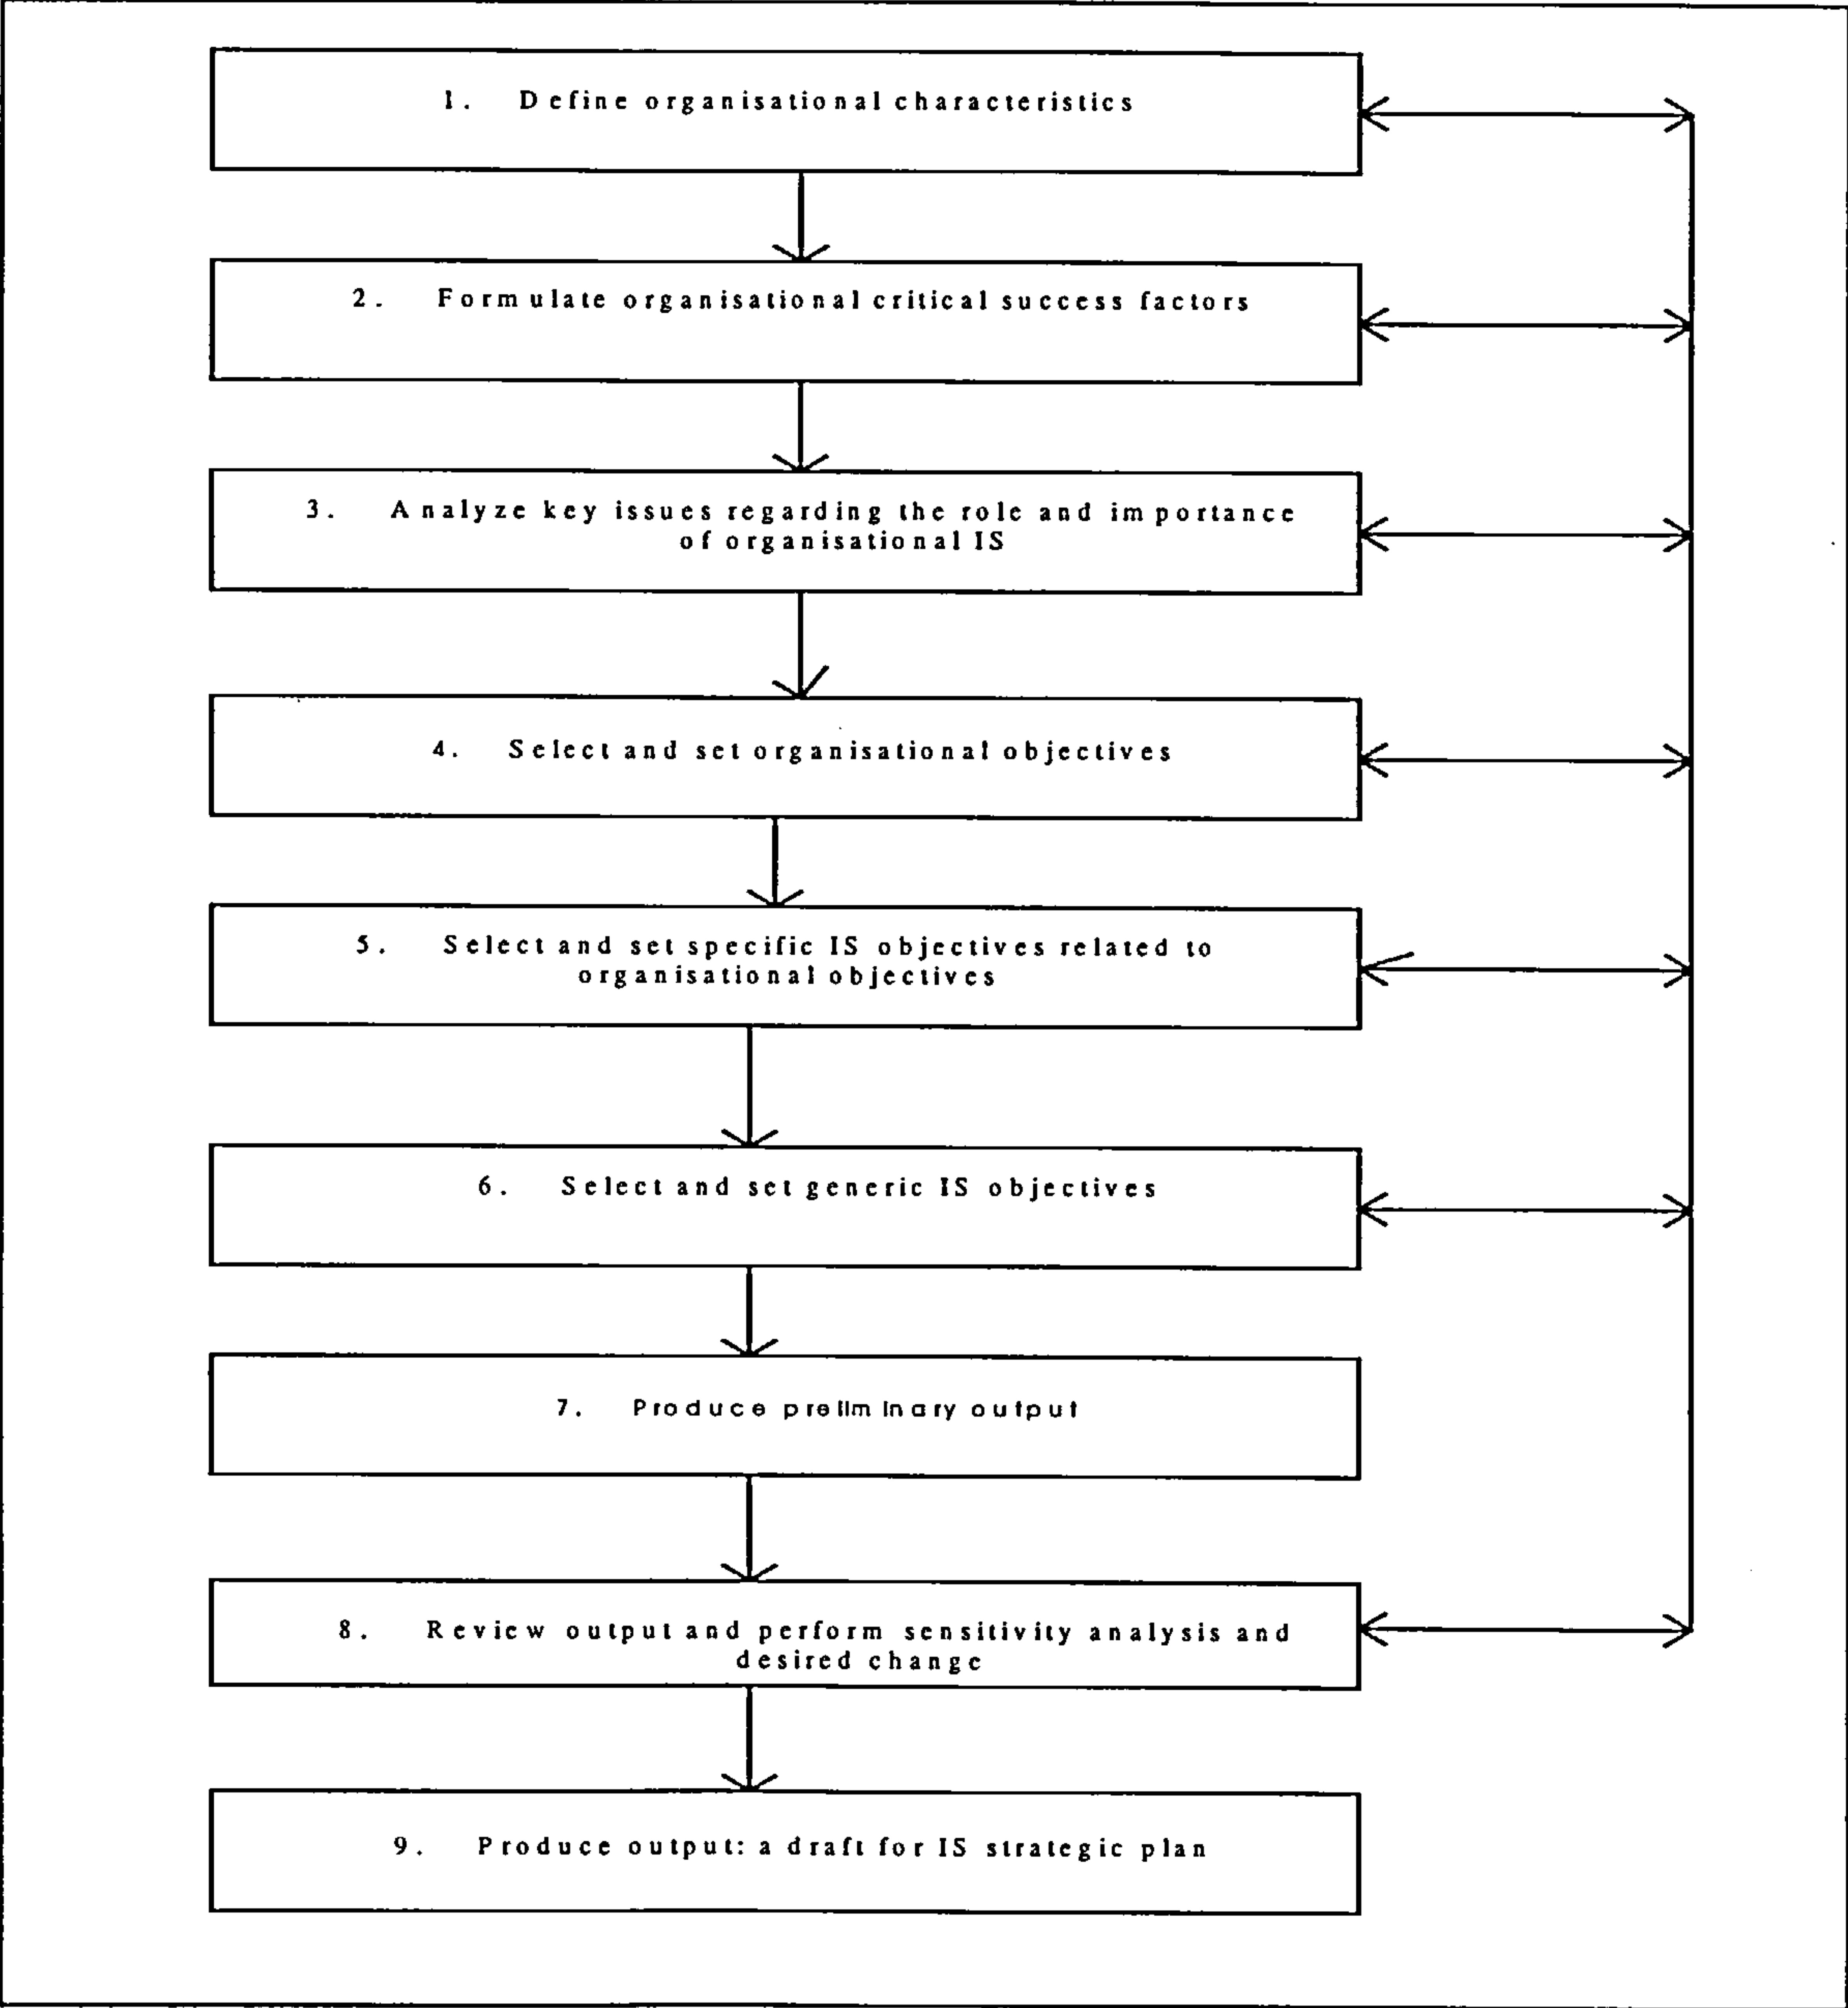 1. Define organisational characteristics
2. Formulate organisational critical success factors
3. Analyze key issues regarding the role and importance
of organisational IS
4. Select and set organisational objectives
5. Select and set specific IS objectives related to
organisational objectives
6. Select and set generic IS objectives
7. Produce preliminary output
8. Review output and perform sensitivity analysis and
desired change
9. Produce output: a draft for IS strategic plan